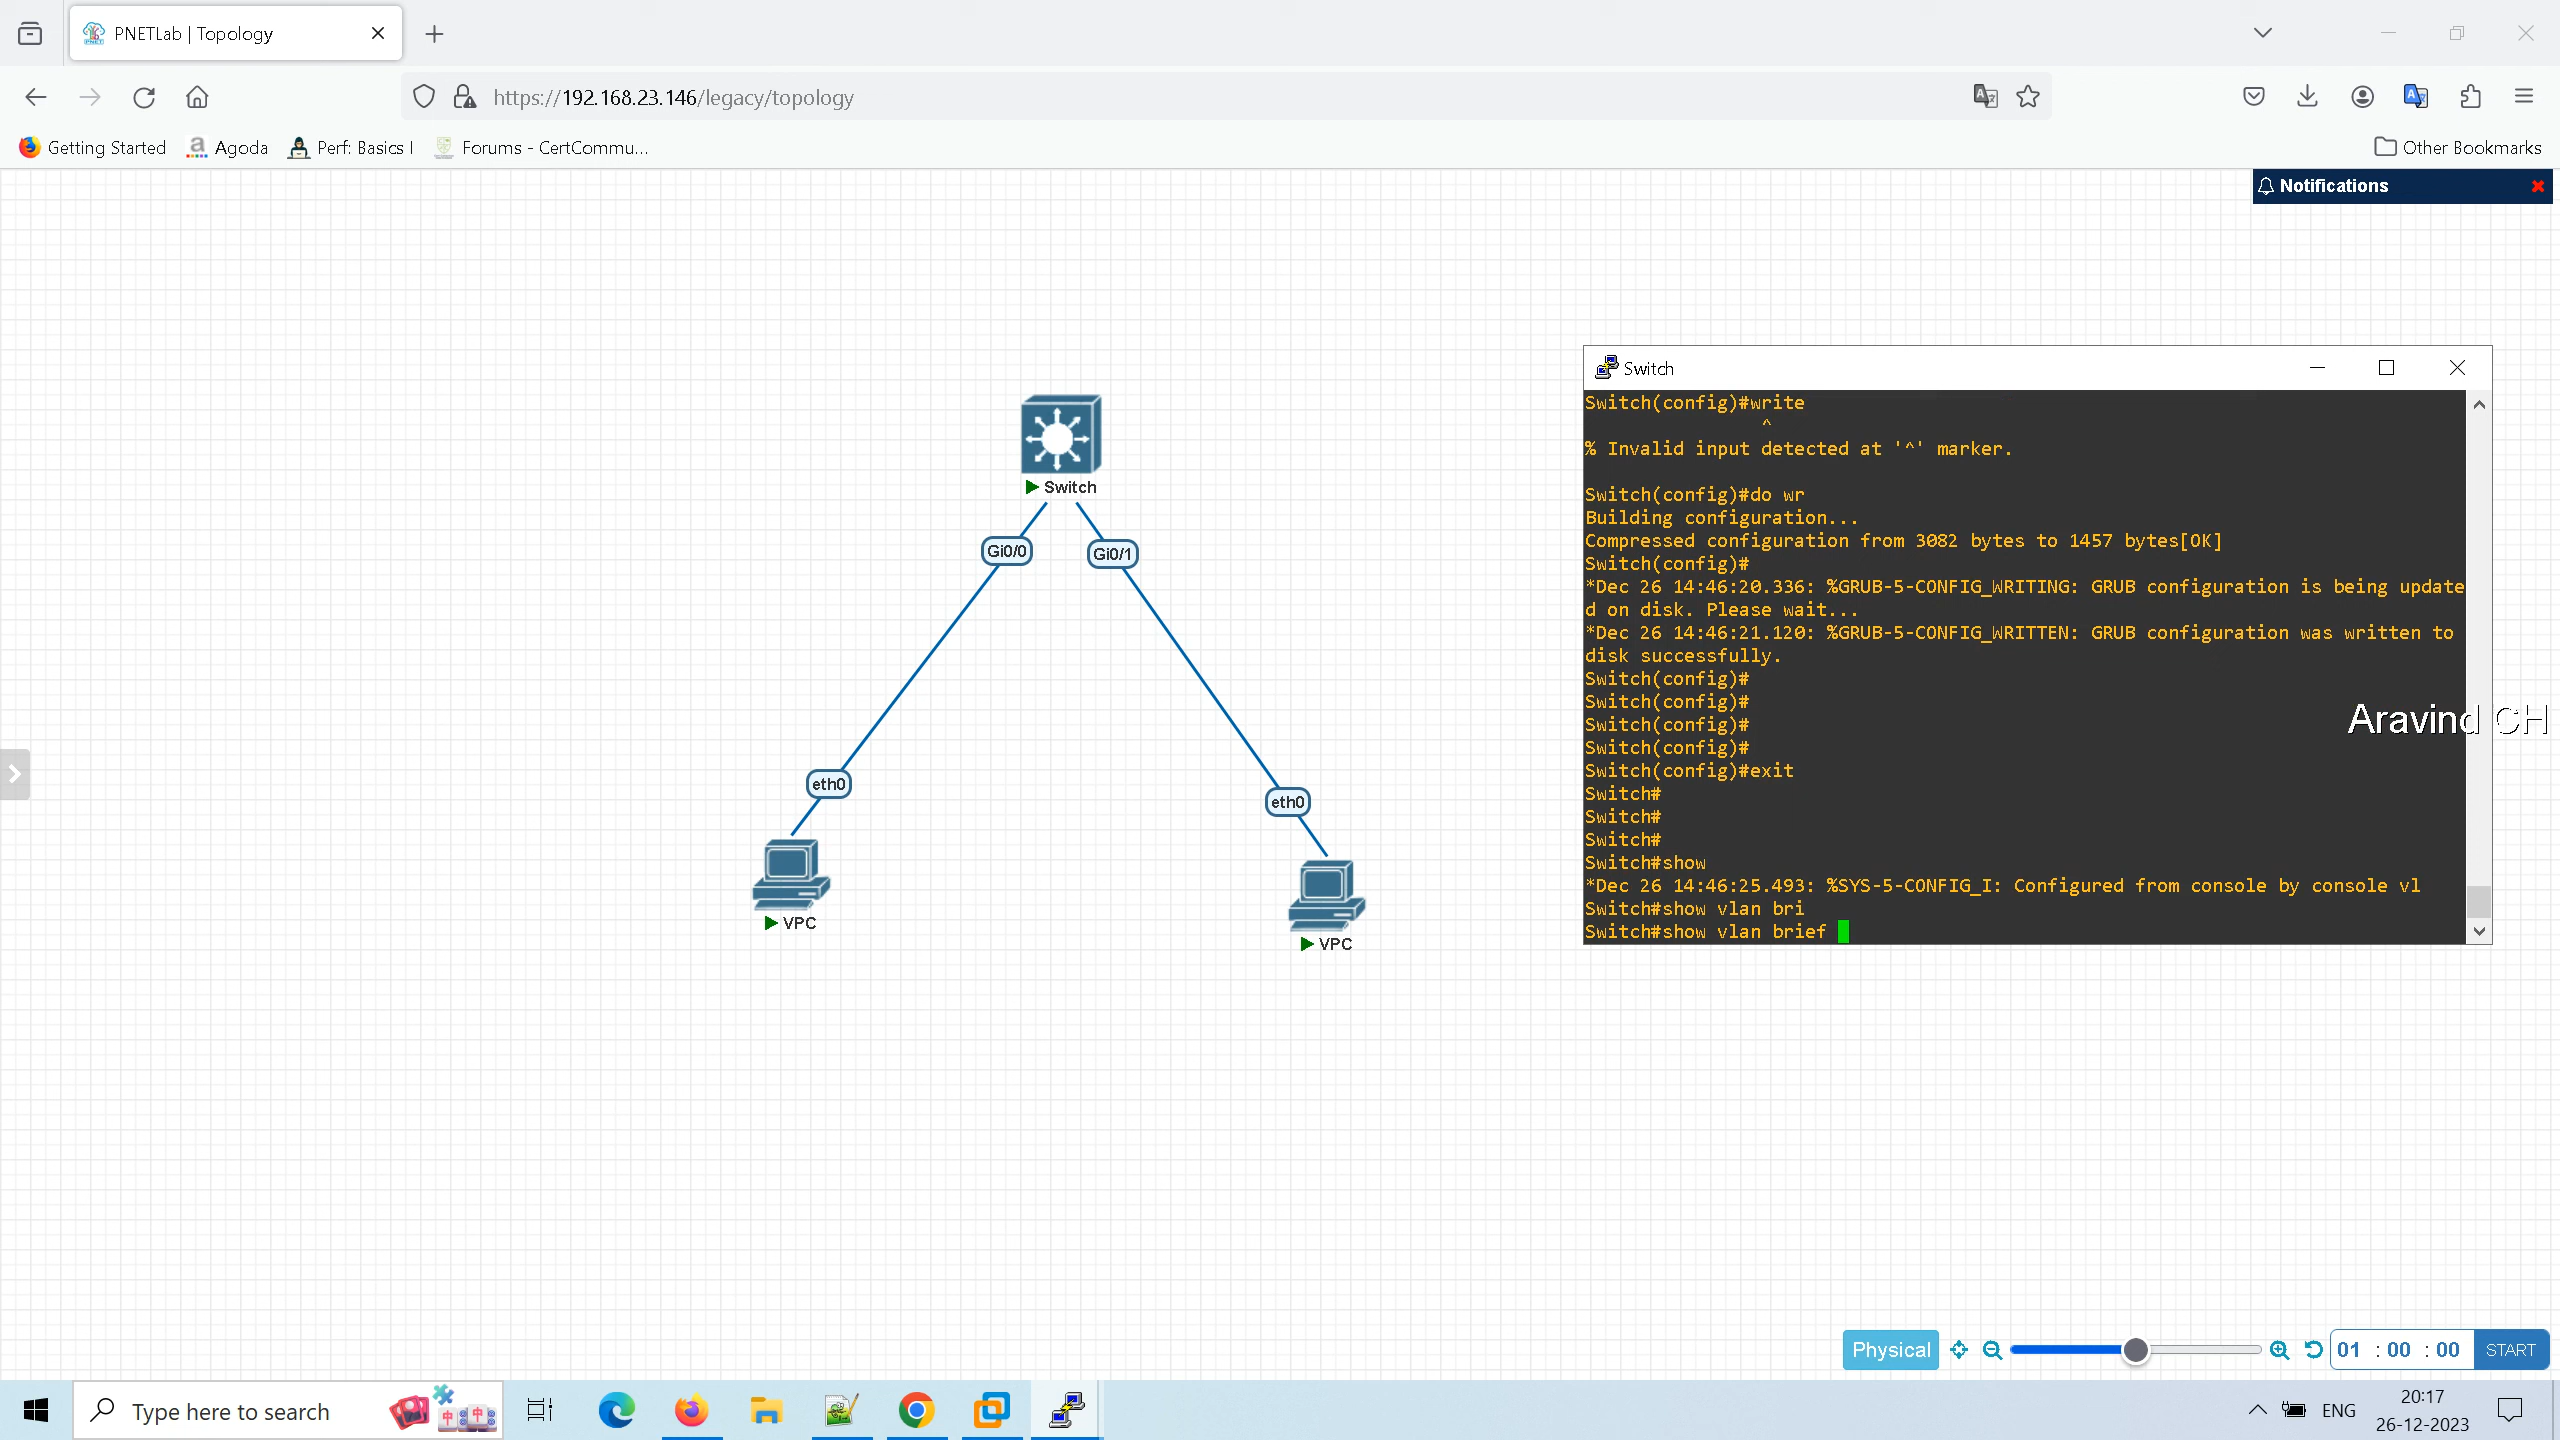 PNETLab | Topology
https://192.168.23.146/legacy/topology
Getting Started
Agoda
Perf: Basics I
Forums - CertCommu...
Other Bookmarks
Notifications
Switch
Gi0/0
Gi0/1
eth0
eth0
VPC
VPC
Switch
Switch(config)#write
^
% Invalid input detected at '^' marker.
Switch(config)#do wr
Building configuration...
Compressed configuration from 3082 bytes to 1457 bytes[OK]
Switch(config)#
*Dec 26 14:46:20.336: %GRUB-5-CONFIG_WRITING: GRUB configuration is being update
d on disk. Please wait...
*Dec 26 14:46:21.120: %GRUB-5-CONFIG_WRITTEN: GRUB configuration was written to
disk successfully.
Switch(config)#
Switch(config)#
Switch(config)#
Switch(config)#
Switch(config)#exit
Switch#
Switch#
Switch#
Switch#show
*Dec 26 14:46:25.493: %SYS-5-CONFIG_I: Configured from console by console vl
Switch#show vlan bri
Switch#show vlan brief
Aravind CH
Physical
01 : 00 : 00
START
Type here to search
ENG
20:17
26-12-2023